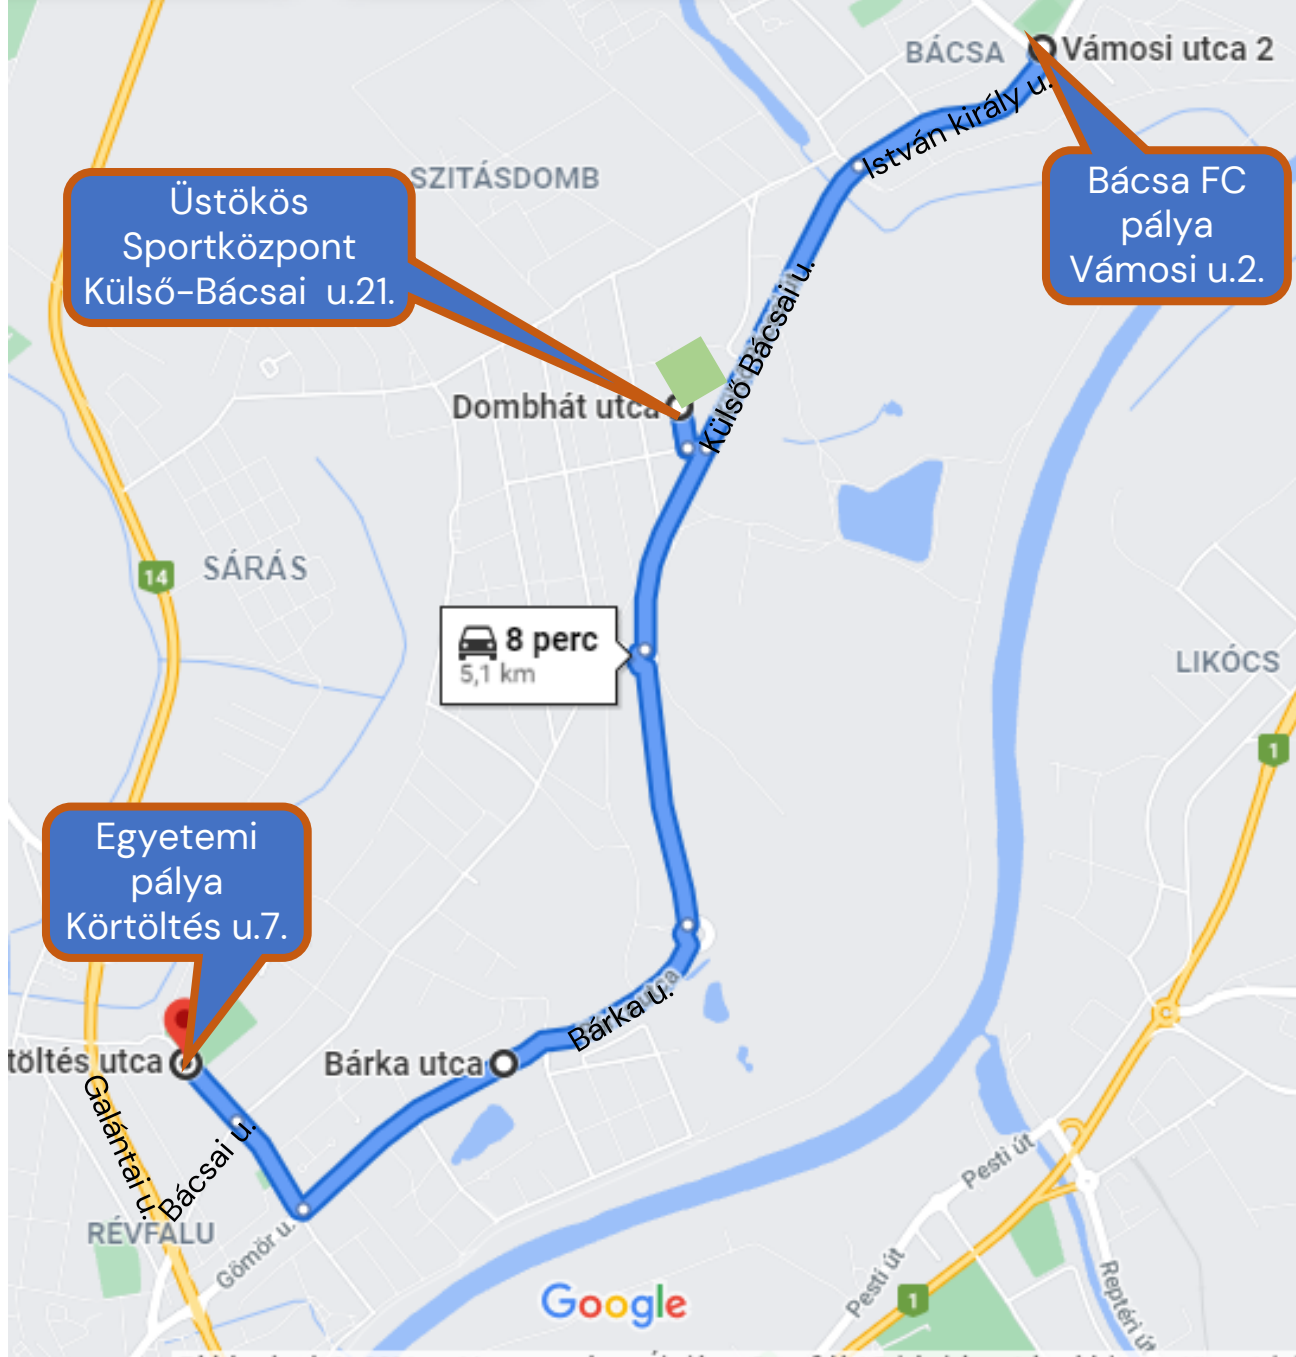 BÁCSA
Vámosi utca 2
István király u.
SZITÁSDOMB
Üstökös
Sportközpont
Külső-Bácsai u.21.
Bácsa FC
pálya
Vámosi u.2.
Külső Bácsai u.
Dombhát utca
14
SÁRÁS
8 perc
5,1 km
LIKÓCS
1
Egyetemi
pálya
Körtöltés u.7.
Bárka u.
utca
töltés utca
Bárka utca
Galántai u.
Bácsai u.
RÉVFALU
Gömör u.
Pesti út
Pesti út
Reptéri út
1
Google